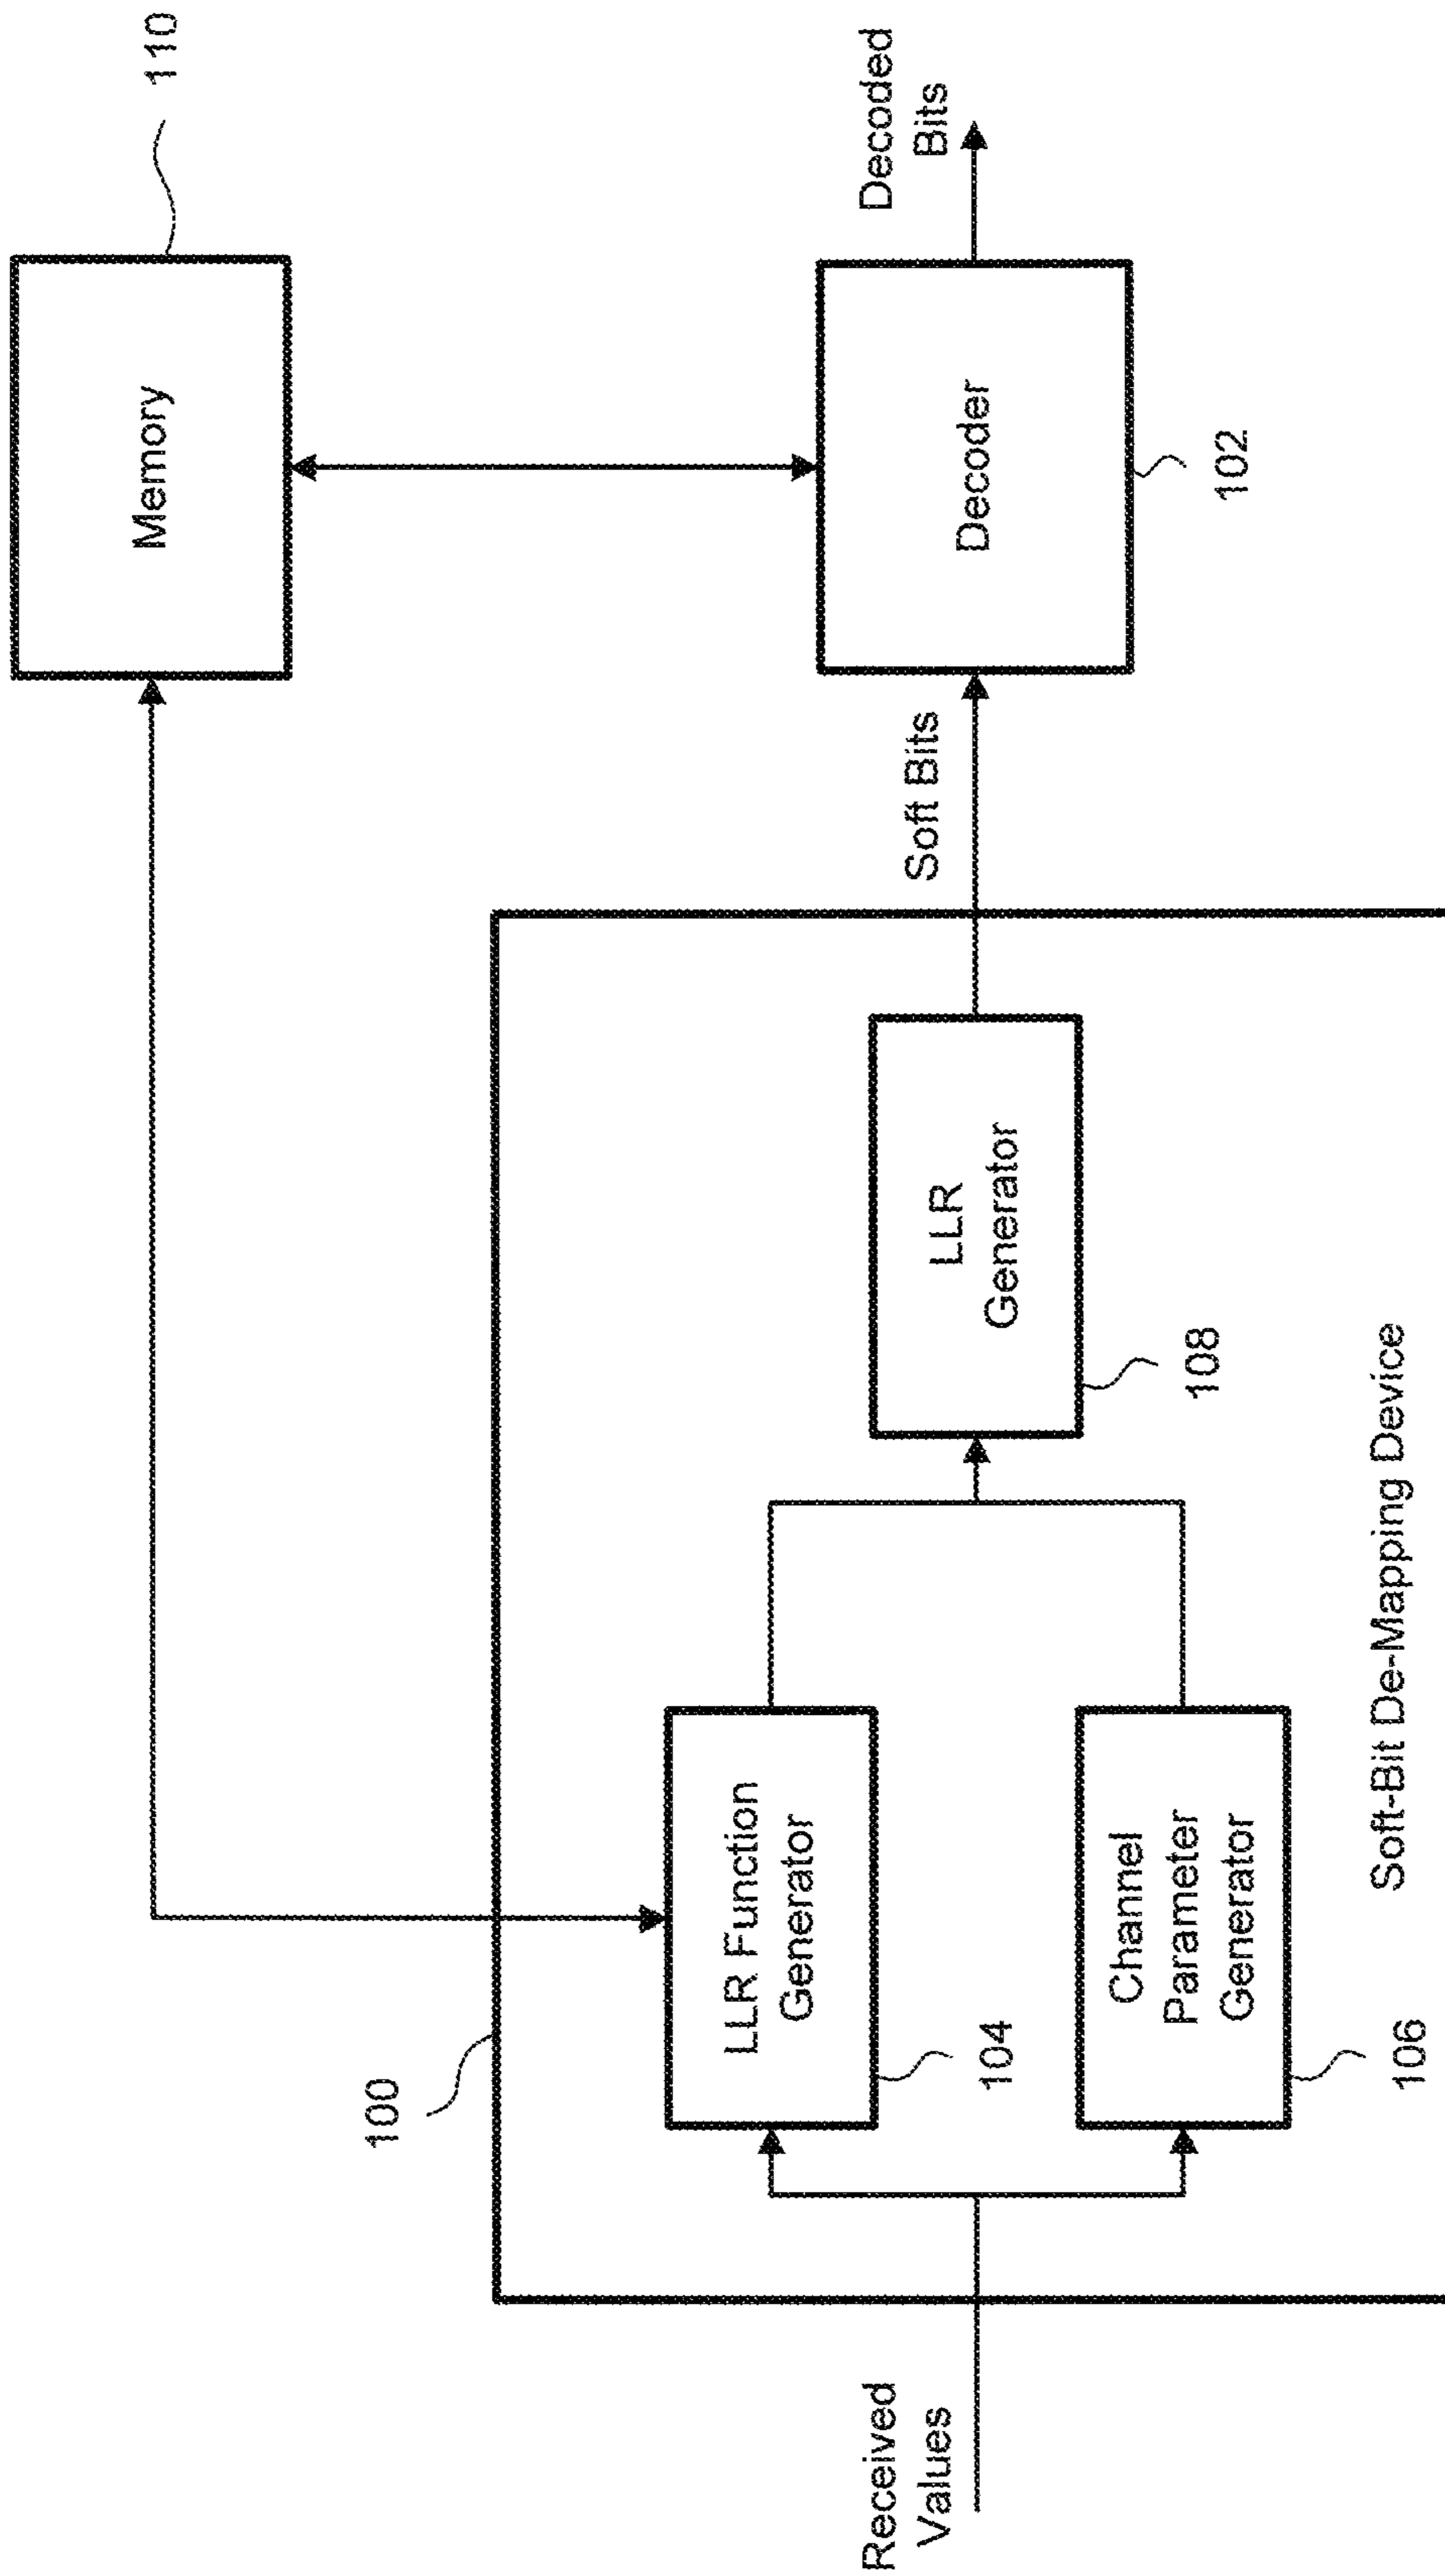 110
Memory
Decoded
Bits
Decoder
102
Soft Bits
LLR
Generator
108
100
LLR Function
Generator
104
Channel
Parameter
Generator
106
Soft-Bit De-Mapping Device
Received
Values